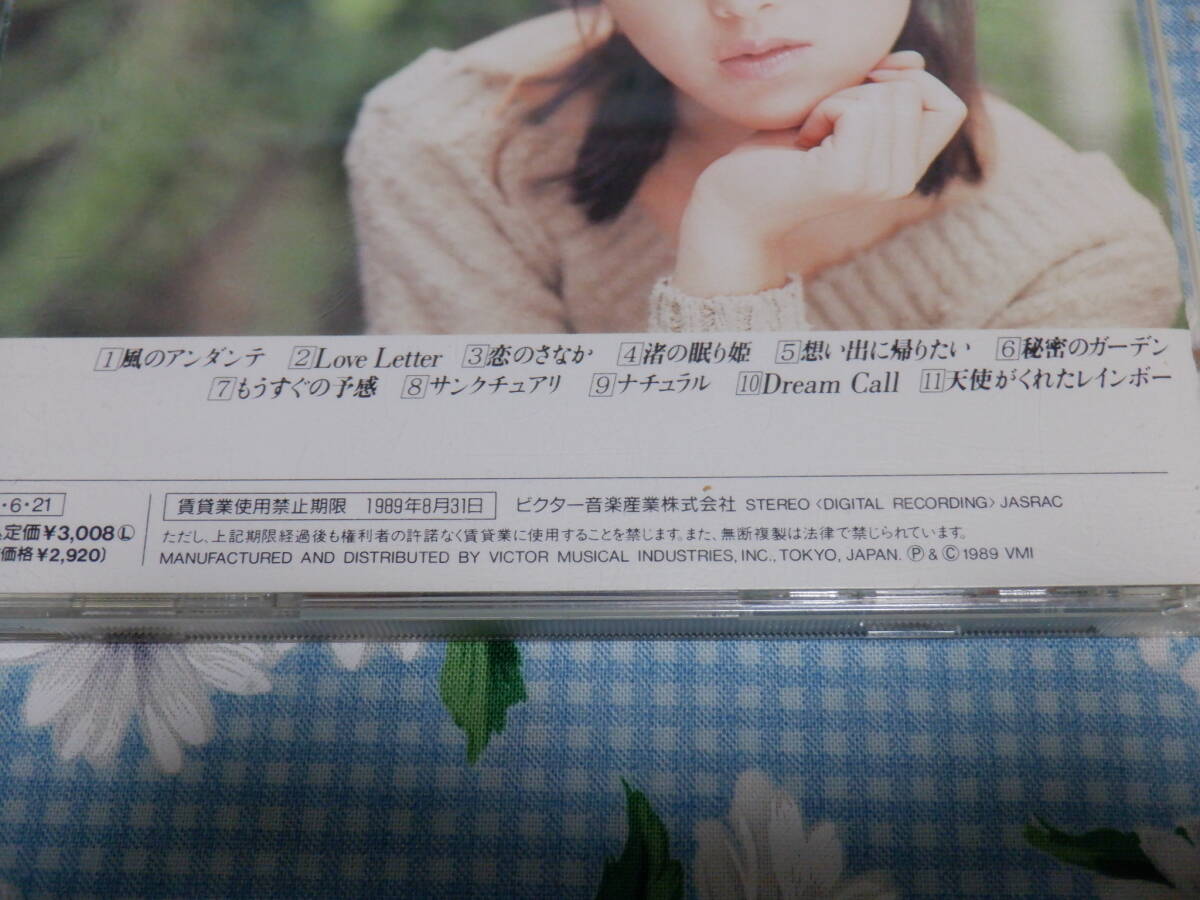 1風のアンダンテ 2Love Letter 3恋のさなか 4渚の眠り姫 5想い出に帰りたい 6秘密のガーデン
7もうすぐの予感 8サンクチュアリ 9ナチュラル 10Dream Call 11天使がくれたレインボー
・6・21 賃貸業使用禁止期限 1989年8月31日 ビクター音楽産業株式会社 STEREO〈DIGITAL RECORDING〉JASRAC
定価¥3,008Ⓛ ただし、上記期限経過後も権利者の許諾なく賃貸業に使用することを禁じます。また、無断複製は法律で禁じられています。
価格¥2,920) MANUFACTURED AND DISTRIBUTED BY VICTOR MUSICAL INDUSTRIES, INC., TOKYO, JAPAN. Ⓟ & Ⓒ 1989 VMI